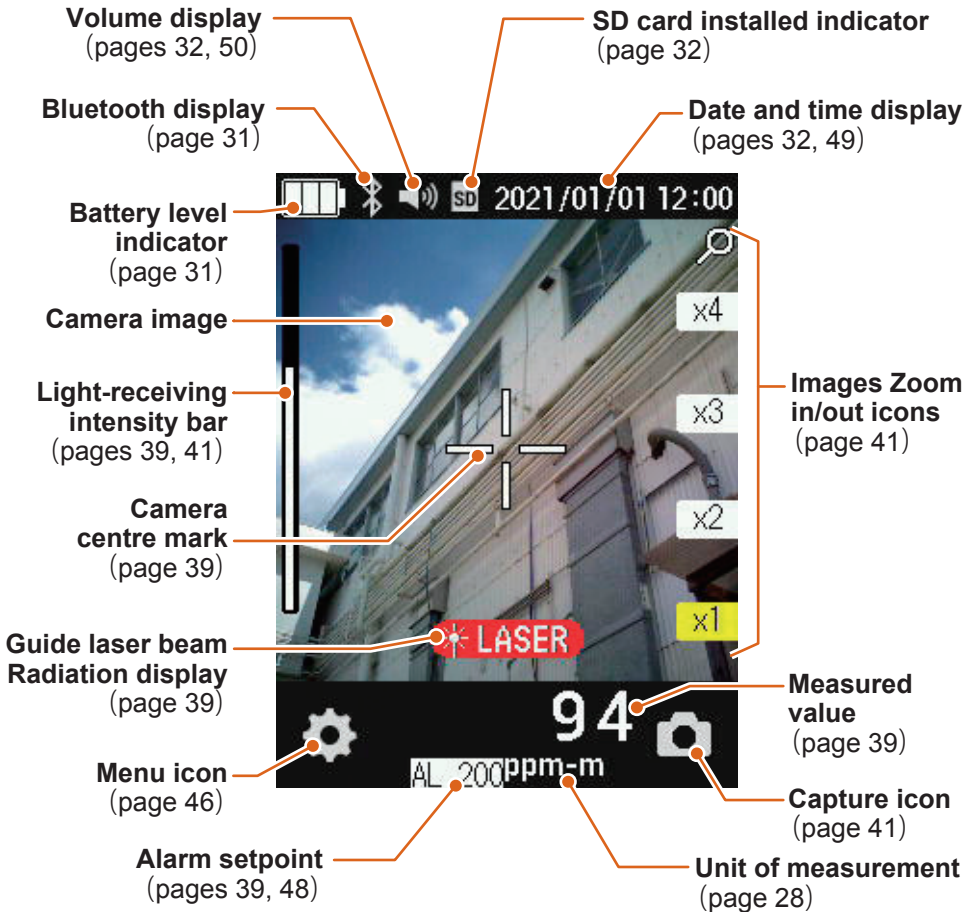 Volume display
(pages 32, 50)
SD card installed indicator
(page 32)
Bluetooth display
(page 31)
Date and time display
(pages 32, 49)
SD 2021/01/01 12:00
Battery level
indicator
(page 31)
Camera image
x4
Light-receiving
intensity bar
(pages 39, 41)
x3
Images Zoom
in/out icons
(page 41)
Camera
centre mark
(page 39)
x2
x1
LASER
Guide laser beam
Radiation display
(page 39)
94
Measured
value
(page 39)
Menu icon
(page 46)
AL 200ppm-m
Capture icon
(page 41)
Alarm setpoint
(pages 39, 48)
Unit of measurement
(page 28)